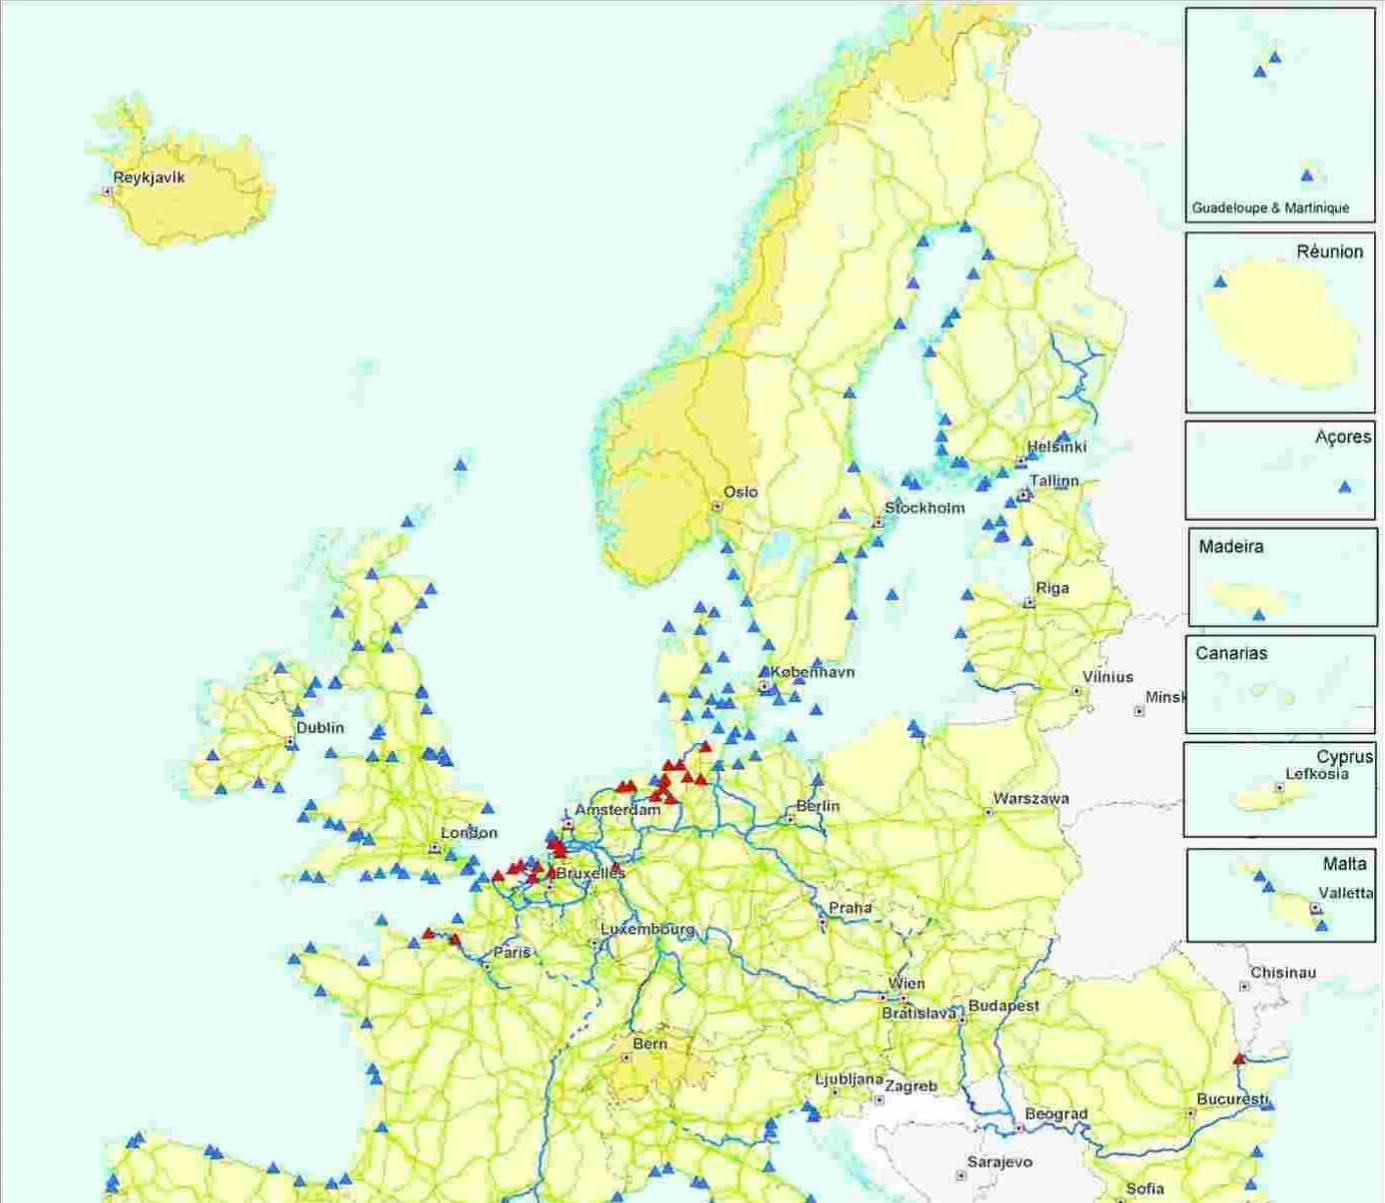 Reykjavik
Guadeloupe & Martinique
Réunion
Açores
Helsinki
Tallinn
Oslo
Stockholm
Madeira
Riga
Canarias
København
Vilnius
Minsk
Dublin
Cyprus
Lefkosia
Amsterdam
Berlin
Warszawa
London
Malta
Bruxelles
Valletta
Praha
Luxembourg
Paris
Chisinau
Wien
Bratislava
Budapest
Bern
Ljubljana
Zagreb
Bucuresti
Beograd
Sarajevo
Sofia